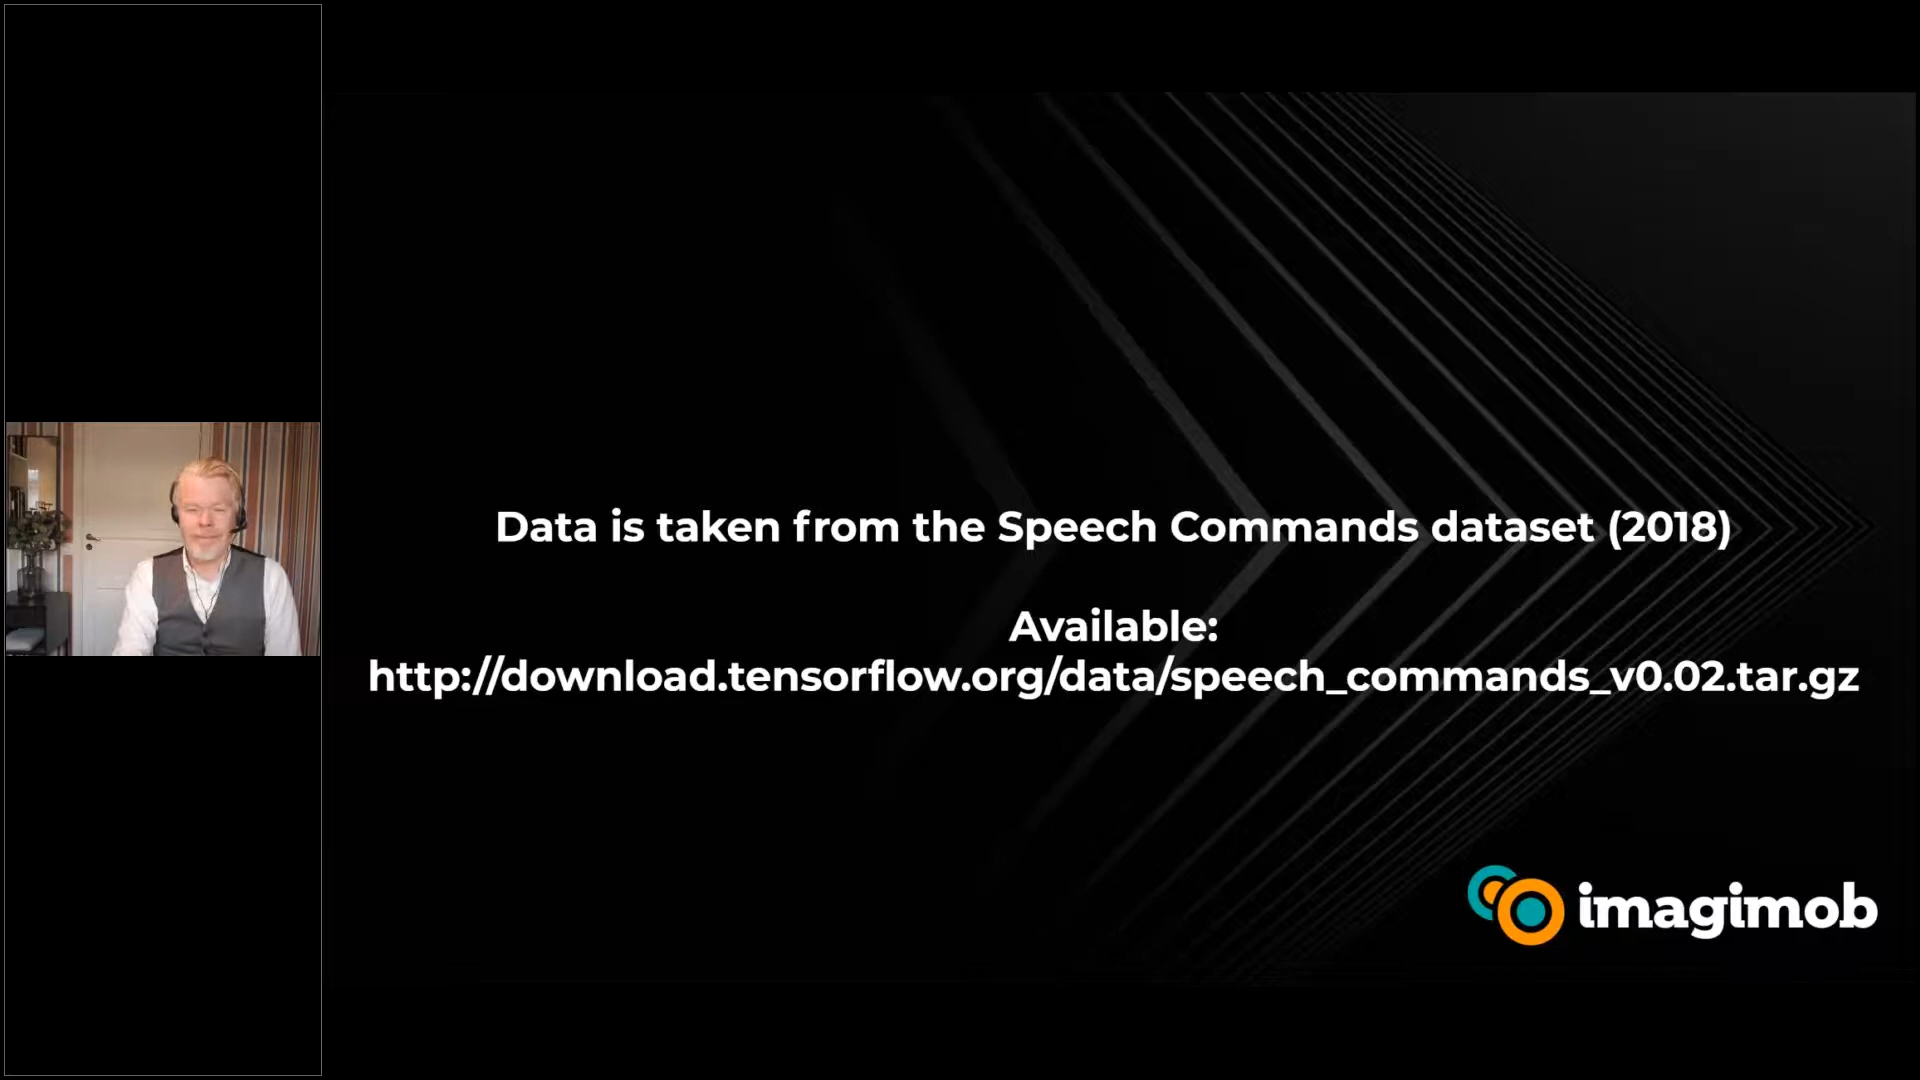 Data is taken from the Speech Commands dataset (2018)
Available:
http://download.tensorflow.org/data/speech_commands_v0.02.tar.gz
imagimob